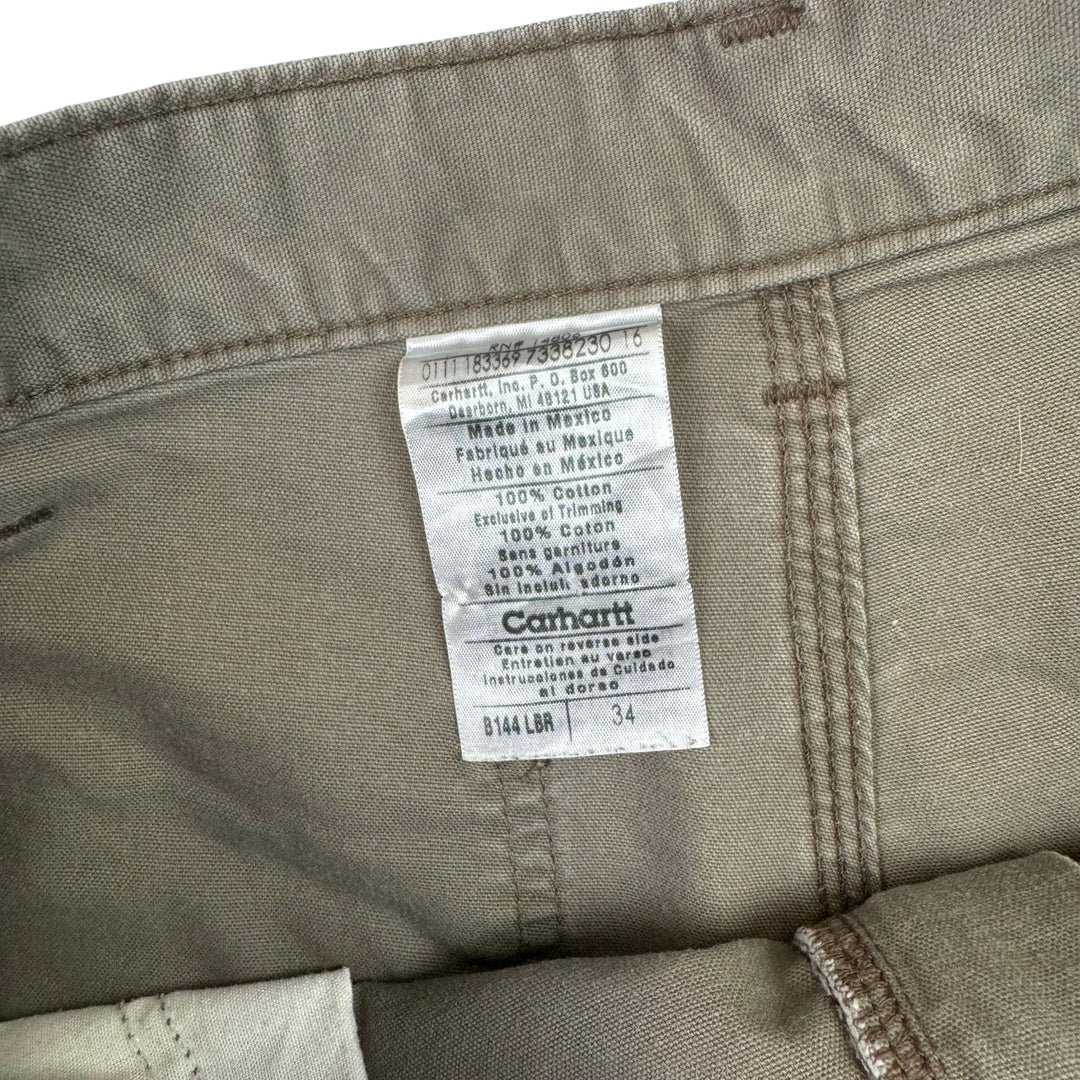 0111 183369 7338230 16
Carhartt, Inc. P. O. Box 600
Dearborn, MI 48121 USA
Made in Mexico
Fabriqué au Mexique
Hecho en México
100% Cotton
Exclusive of Trimming
100% Coton
Sans garniture
100% Algodón
Sin incluir adorno
Carhartt
Care on reverse side
Entretien au verso
Instrucciones de Cuidado
al dorso
B144 LBR 34